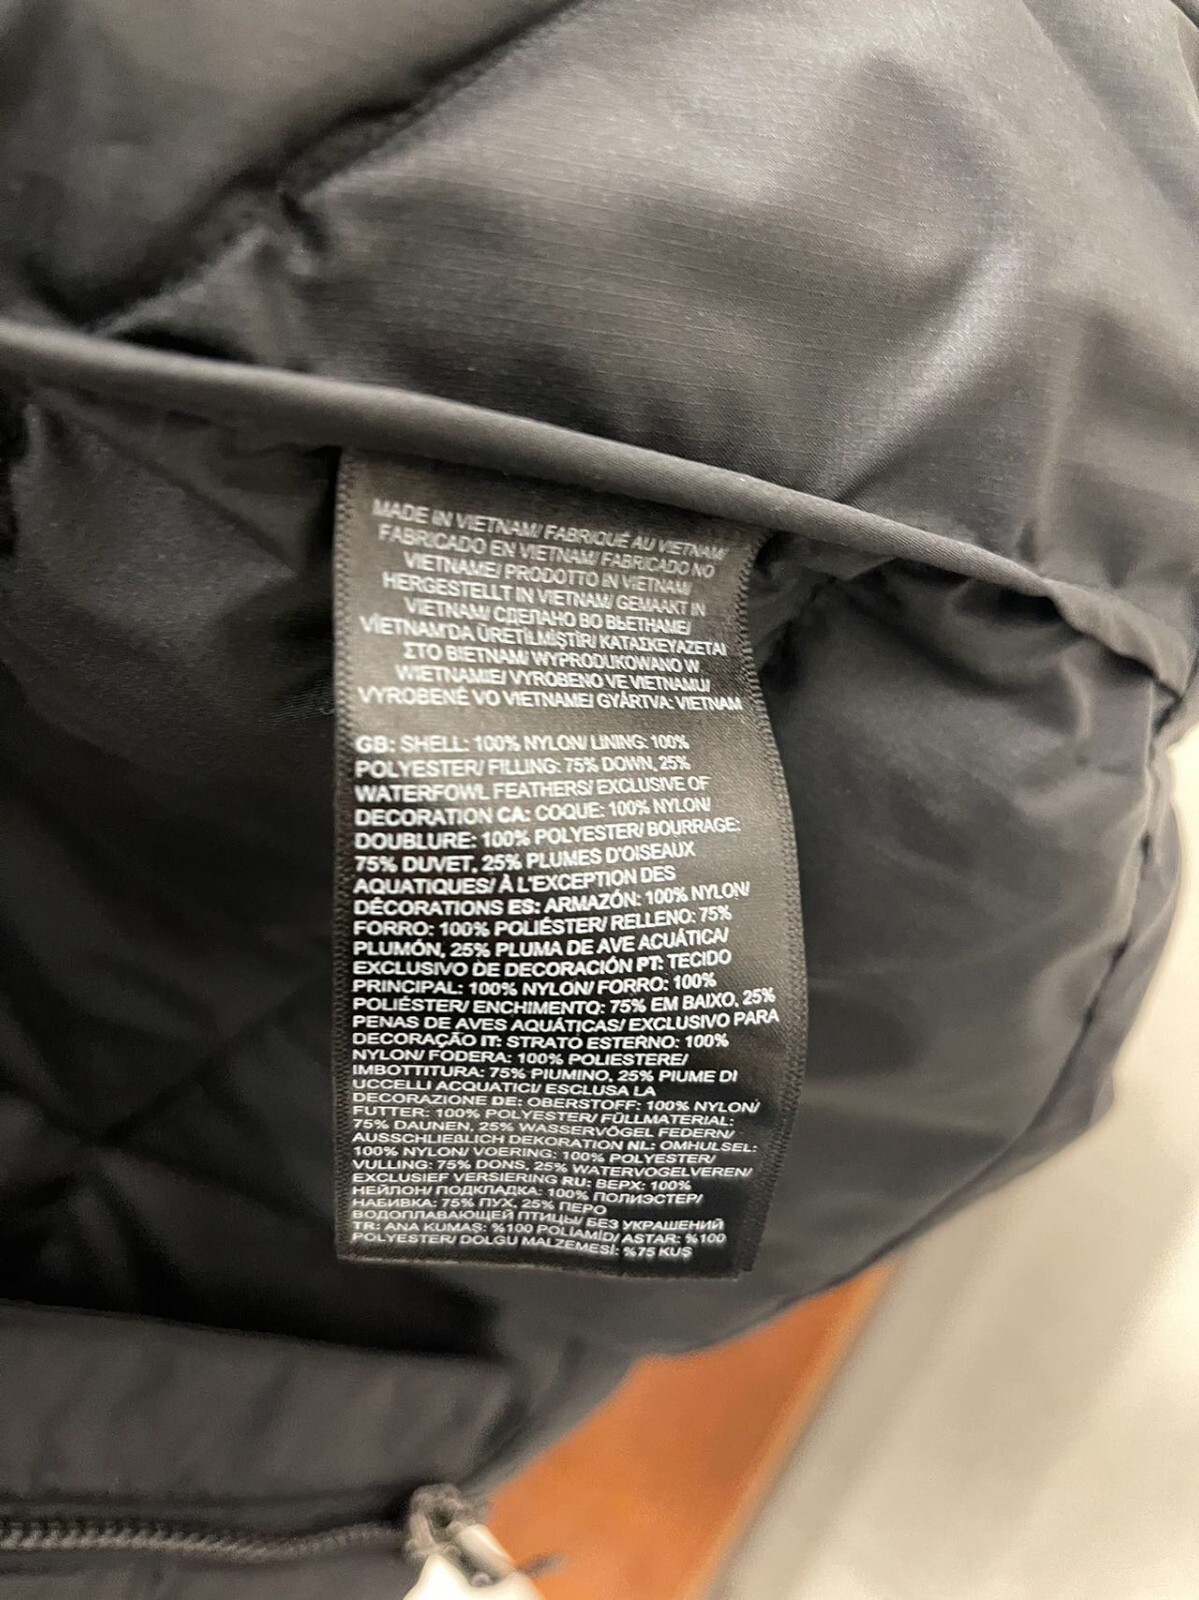 MADE IN VIETNAM/ FABRIQUÉ AU VIETNAM/
FABRICADO EN VIETNAM/ FABRICADO NO
VIETNAME/ PRODOTTO IN VIETNAM/
HERGESTELLT IN VIETNAM/ GEMAAKT IN
VIETNAM/ СДЕЛАНО ВО ВЬЕТНАМЕ/
VİETNAM'DA ÜRETİLMİŞTİR/ ΚΑΤΑΣΚΕΥΑΖΕΤΑΙ
ΣΤΟ ΒΙΕΤΝΑΜ/ WYPRODUKOWANO W
WIETNAMIE/ VYROBENO VE VIETNAMU/
VYROBENÉ VO VIETNAME/ GYÁRTVA: VIETNAM
GB: SHELL: 100% NYLON/ LINING: 100%
POLYESTER/ FILLING: 75% DOWN, 25%
WATERFOWL FEATHERS/ EXCLUSIVE OF
DECORATION CA: COQUE: 100% NYLON/
DOUBLURE: 100% POLYESTER/ BOURRAGE:
75% DUVET, 25% PLUMES D'OISEAUX
AQUATIQUES/ À L'EXCEPTION DES
DÉCORATIONS ES: ARMAZÓN: 100% NYLON/
FORRO: 100% POLIÉSTER/ RELLENO: 75%
PLUMÓN, 25% PLUMA DE AVE ACUÁTICA/
EXCLUSIVO DE DECORACIÓN PT: TECIDO
PRINCIPAL: 100% NYLON/ FORRO: 100%
POLIÉSTER/ ENCHIMENTO: 75% EM BAIXO, 25%
PENAS DE AVES AQUÁTICAS/ EXCLUSIVO PARA
DECORAÇÃO IT: STRATO ESTERNO: 100%
NYLON/ FODERA: 100% POLIESTERE/
IMBOTTITURA: 75% PIUMINO, 25% PIUME DI
UCCELLI ACQUATICI/ ESCLUSA LA
DECORAZIONE DE: OBERSTOFF: 100% NYLON/
FUTTER: 100% POLYESTER/ FÜLLMATERIAL:
75% DAUNEN, 25% WASSERVÖGEL FEDERN/
AUSSCHLIEßLICH DEKORATION NL: OMHULSEL:
100% NYLON/ VOERING: 100% POLYESTER/
VULLING: 75% DONS, 25% WATERVOGELVEREN/
EXCLUSIEF VERSIERING RU: ВЕРХ: 100%
НЕЙЛОН/ ПОДКЛАДКА: 100% ПОЛИЭСТЕР/
НАБИВКА: 75% ПУХ, 25% ПЕРО
ВОДОПЛАВАЮЩЕЙ ПТИЦЫ/ БЕЗ УКРАШЕНИЙ
TR: ANA KUMAŞ: %100 POLİAMİD/ ASTAR: %100
POLYESTER/ DOLGU MALZEMESİ: %75 KUŞ